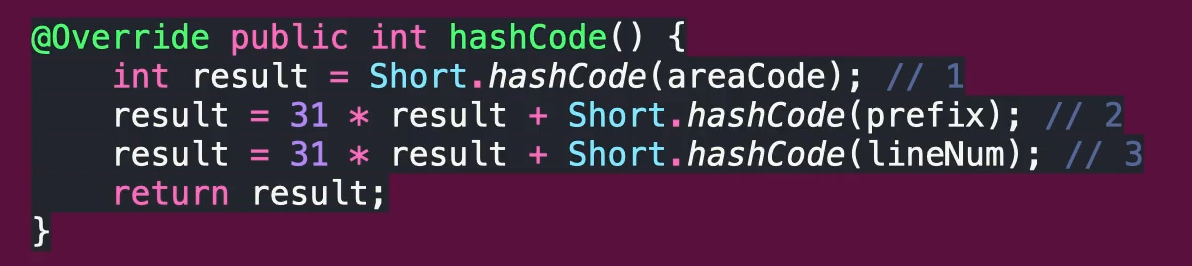 @Override public int hashCode() {
    int result = Short.hashCode(areaCode); // 1
    result = 31 * result + Short.hashCode(prefix); // 2
    result = 31 * result + Short.hashCode(lineNum); // 3
    return result;
}